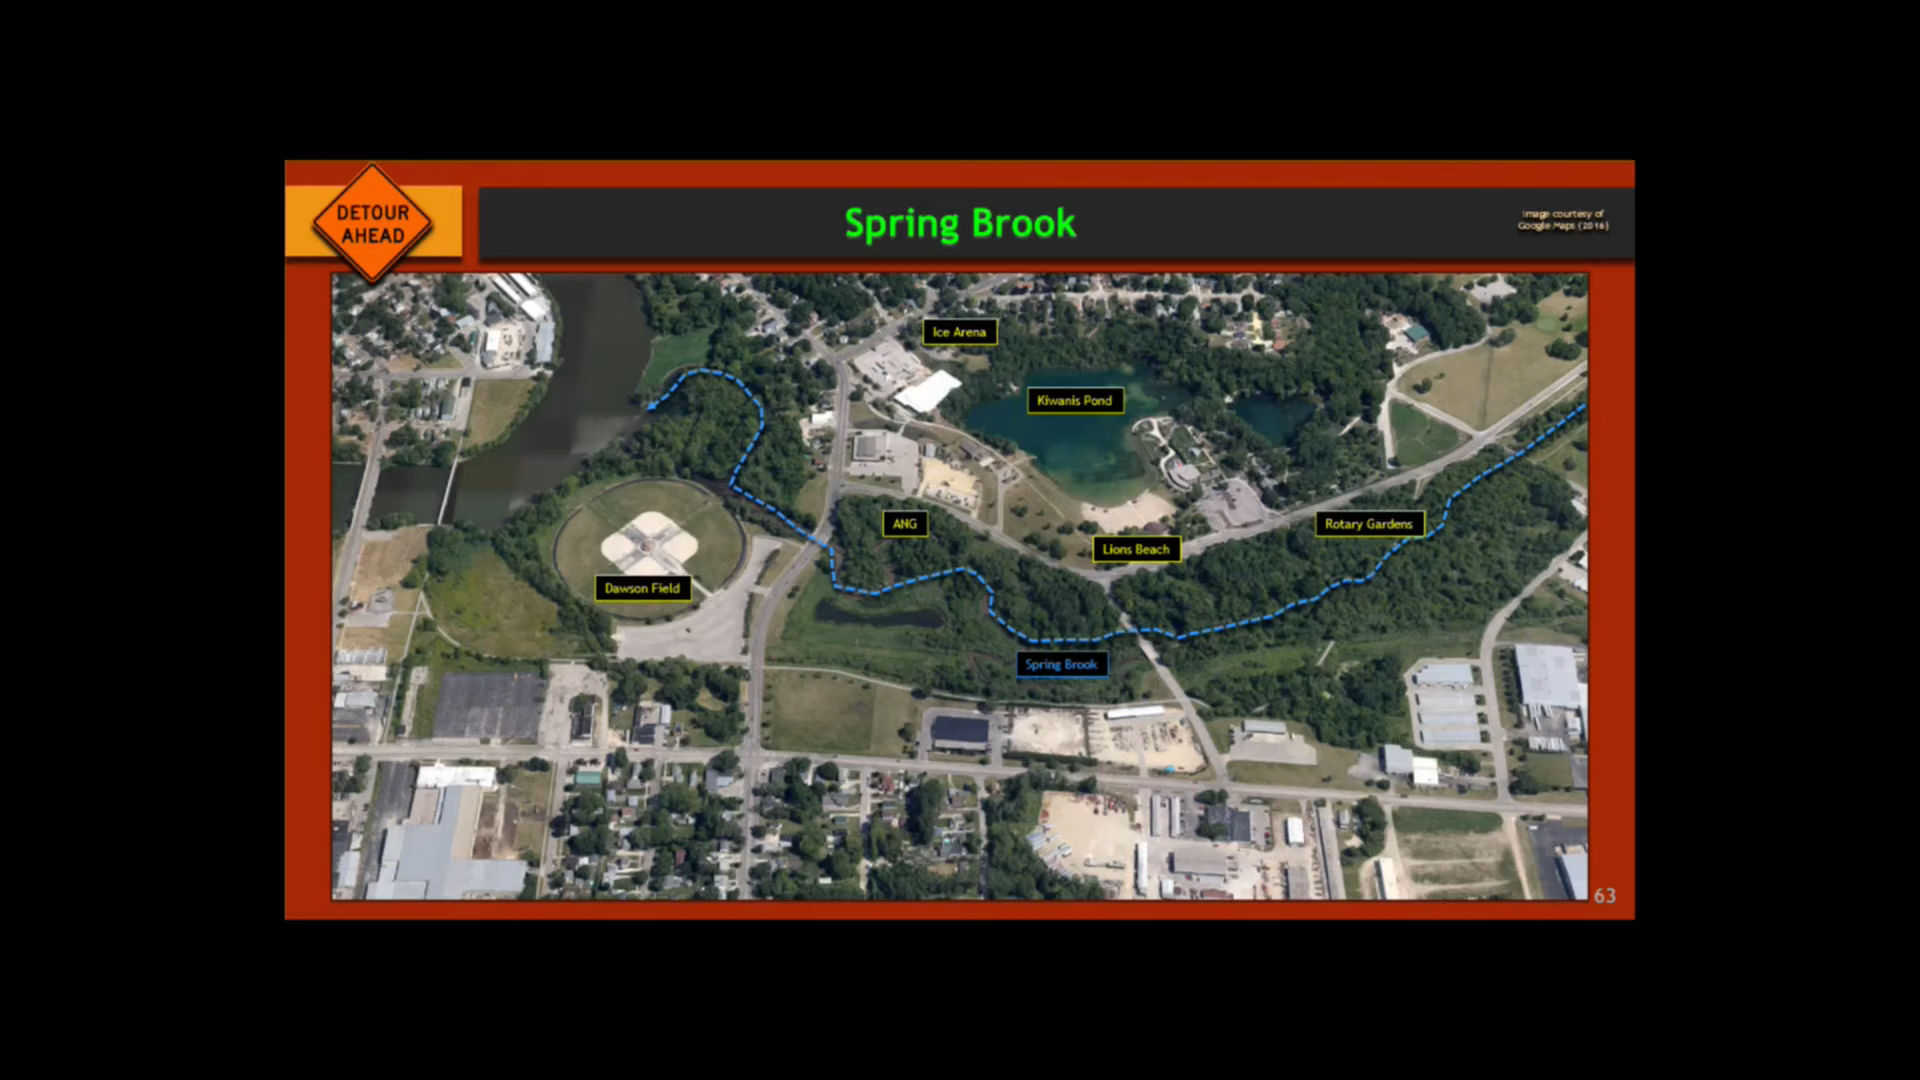 DETOUR
AHEAD
Spring Brook
Image courtesy of
Google Maps (2016)
Ice Arena
Kiwanis Pond
ANG
Rotary Gardens
Lions Beach
Dawson Field
Spring Brook
63